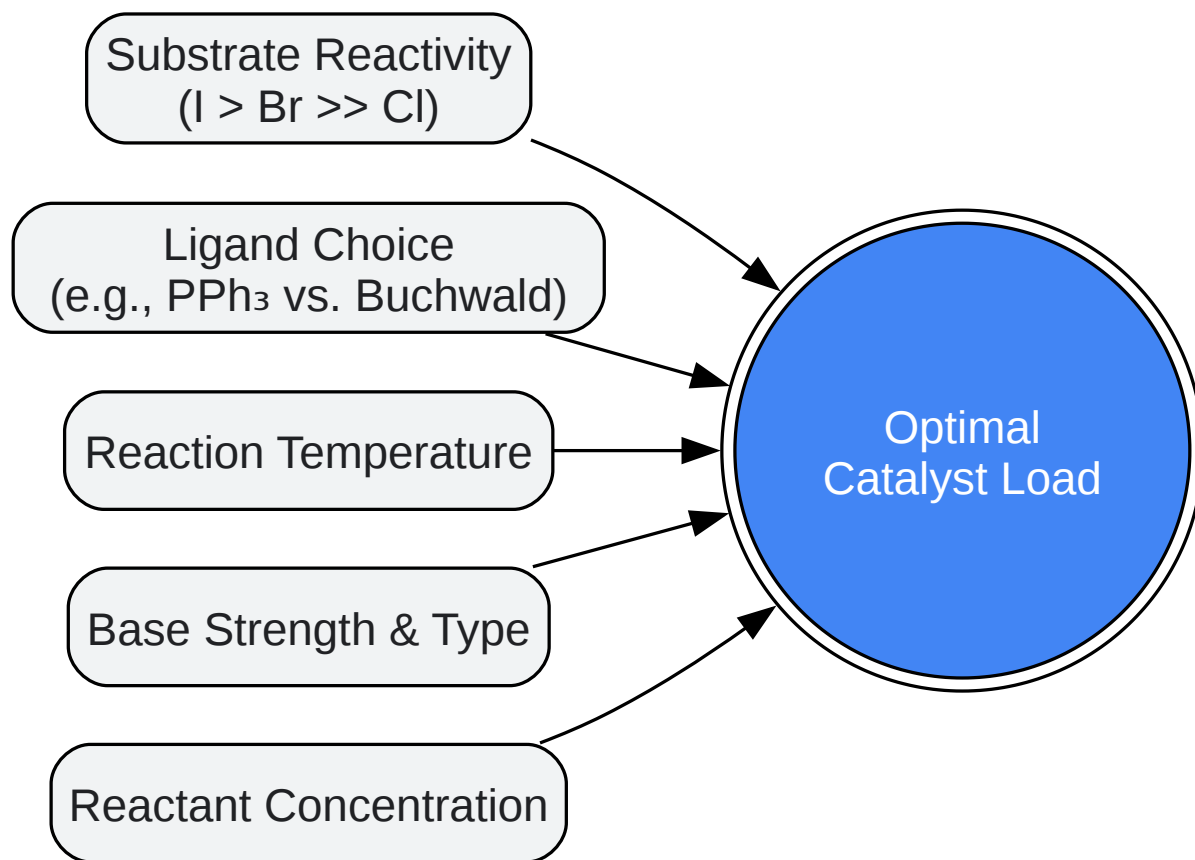 Substrate Reactivity
(I > Br >> Cl)
Ligand Choice
(e.g., PPh₃ vs. Buchwald)
Reaction Temperature
Base Strength & Type
Reactant Concentration
Optimal
Catalyst Load